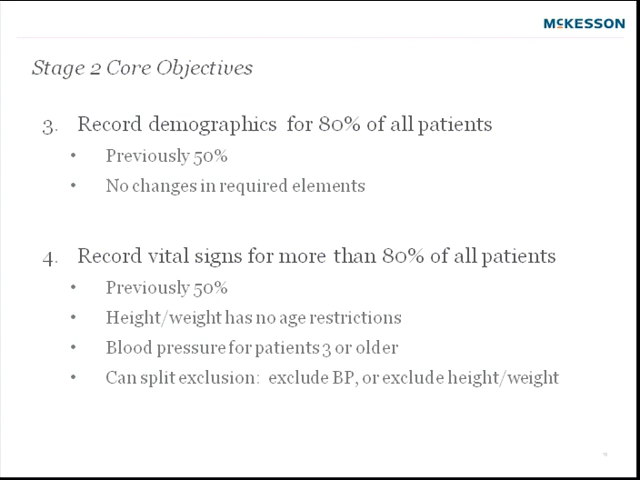 McKESSON
Stage 2 Core Objectives
3. Record demographics for 80% of all patients
• Previously 50%
• No changes in required elements
4. Record vital signs for more than 80% of all patients
• Previously 50%
• Height/weight has no age restrictions
• Blood pressure for patients 3 or older
• Can split exclusion: exclude BP, or exclude height/weight